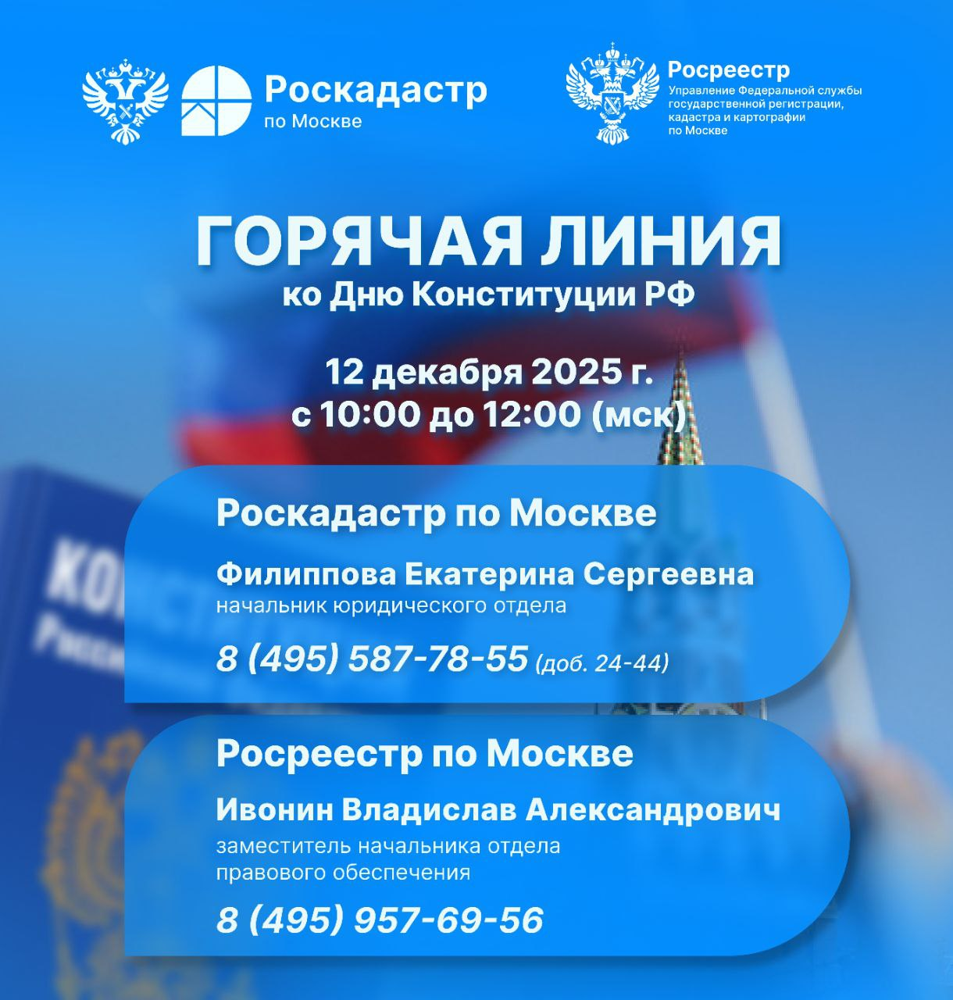 Роскадастр
по Москве
Росреестр
Управление Федеральной службы
государственной регистрации,
кадастра и картографии
по Москве
ГОРЯЧАЯ ЛИНИЯ
ко Дню Конституции РФ
12 декабря 2025 г.
с 10:00 до 12:00 (мск)
Роскадастр по Москве
Филиппова Екатерина Сергеевна
начальник юридического отдела
8 (495) 587-78-55 (доб. 24-44)
Росреестр по Москве
Ивонин Владислав Александрович
заместитель начальника отдела
правового обеспечения
8 (495) 957-69-56